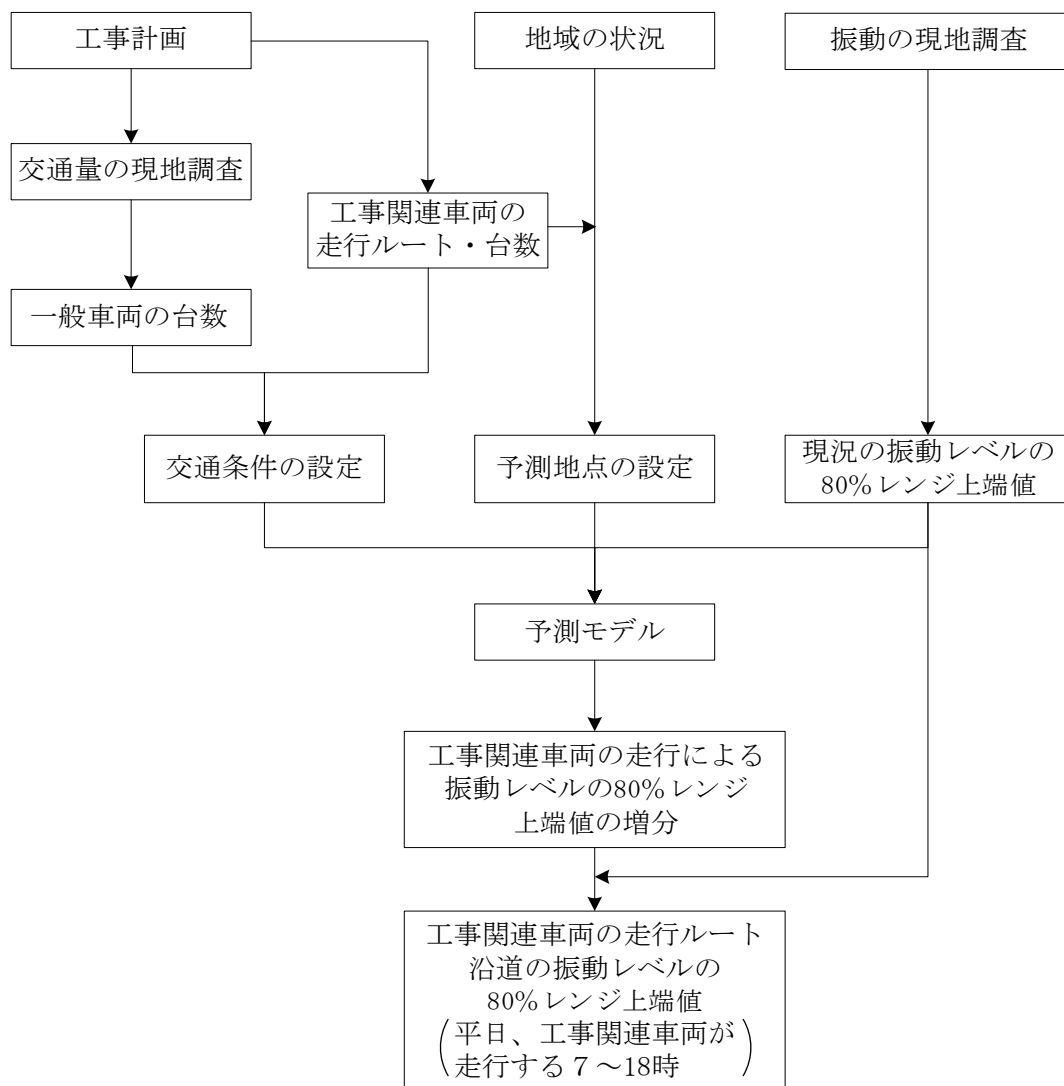 工事計画
地域の状況
振動の現地調査
交通量の現地調査
工事関連車両の
走行ルート・台数
一般車両の台数
交通条件の設定
予測地点の設定
現況の振動レベルの
80%レンジ上端値
予測モデル
工事関連車両の走行による
振動レベルの80%レンジ
上端値の増分
工事関連車両の走行ルート
沿道の振動レベルの
80%レンジ上端値
(平日、工事関連車両が
走行する7~18時)